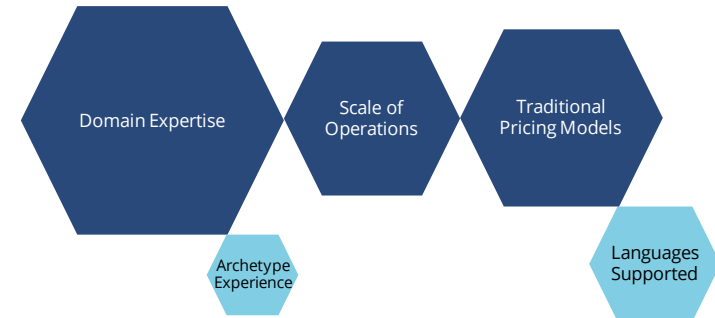 Domain Expertise
Scale of
Operations
Traditional
Pricing Models
Archetype
Experience
Languages
Supported